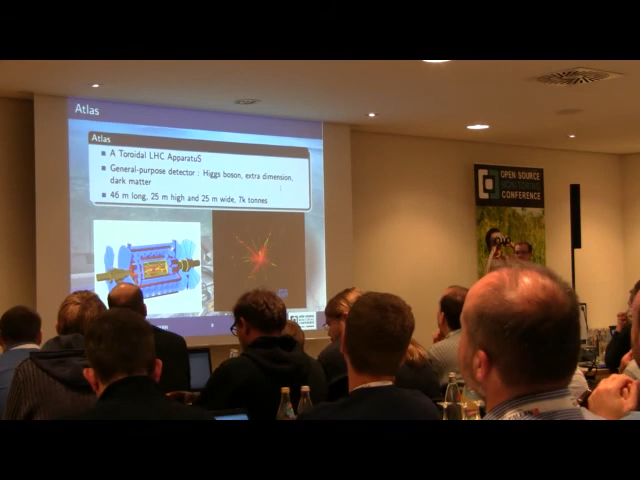 Atlas
Atlas
A Toroidal LHC ApparatuS
General-purpose detector : Higgs boson, extra dimension,
dark matter
46 m long, 25 m high and 25 m wide, 7k tonnes
OPEN SOURCE
MONITORING
CONFERENCE